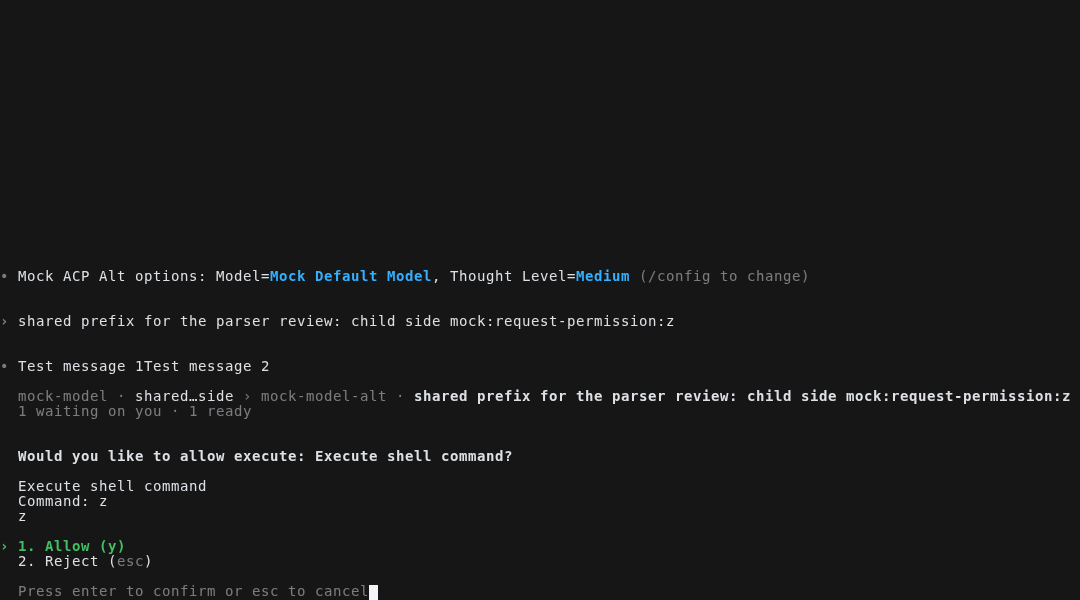 • Mock ACP Alt options: Model=Mock Default Model, Thought Level=Medium (/config to change)
› shared prefix for the parser review: child side mock:request-permission:z
• Test message 1Test message 2
mock-model · shared…side › mock-model-alt · shared prefix for the parser review: child side mock:request-permission:z
1 waiting on you · 1 ready
Would you like to allow execute: Execute shell command?
Execute shell command
Command: z
z
› 1. Allow (y)
2. Reject (esc)
Press enter to confirm or esc to cancel